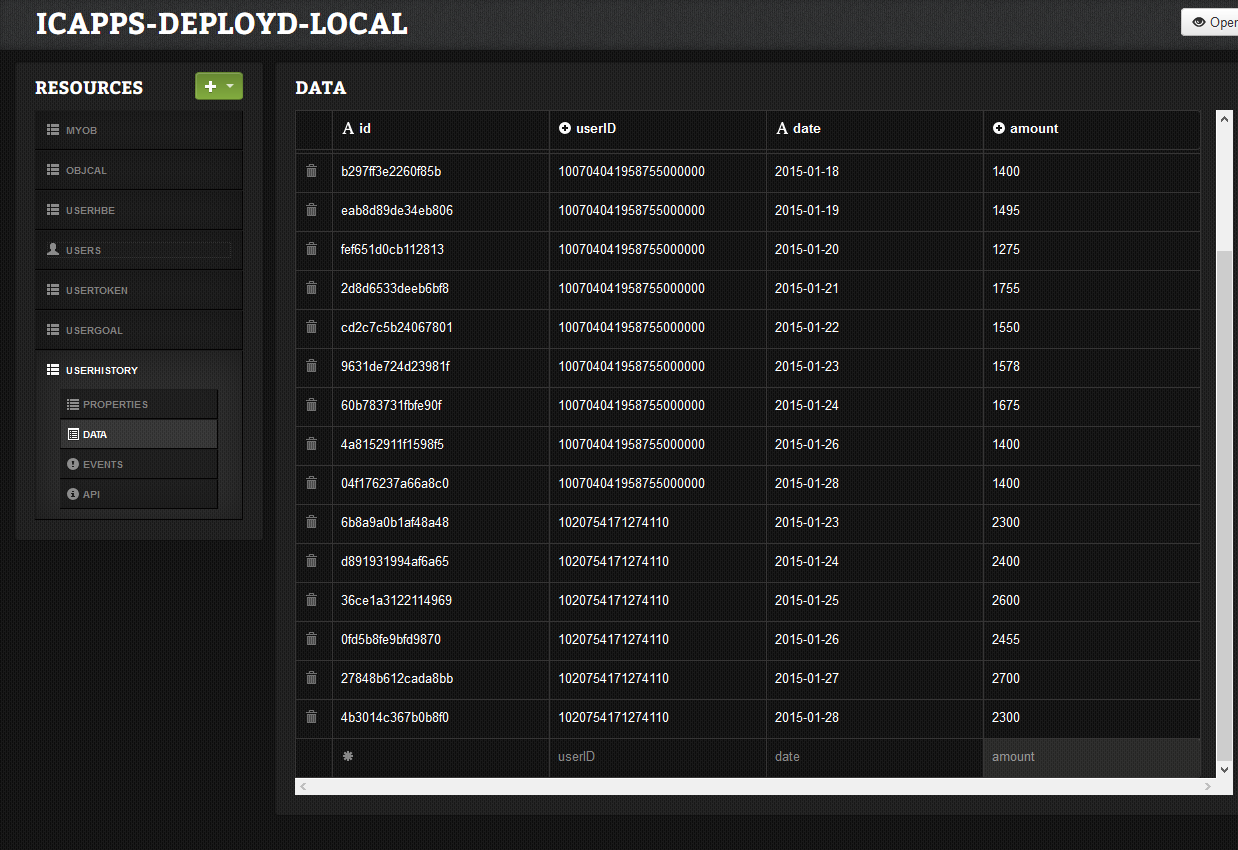 ICAPPS-DEPLOYD-LOCAL
Open
RESOURCES
MYOB
OBJCAL
USERHBE
USERS
USERTOKEN
USERGOAL
USERHISTORY
PROPERTIES
DATA
EVENTS
API
DATA
id userID date amount
b297ff3e2260f85b 100704041958755000000 2015-01-18 1400
eab8d89de34eb806 100704041958755000000 2015-01-19 1495
fef651d0cb112813 100704041958755000000 2015-01-20 1275
2d8d6533deeb6bf8 100704041958755000000 2015-01-21 1755
cd2c7c5b24067801 100704041958755000000 2015-01-22 1550
9631de724d23981f 100704041958755000000 2015-01-23 1578
60b783731fbfe90f 100704041958755000000 2015-01-24 1675
4a8152911f1598f5 100704041958755000000 2015-01-26 1400
04f176237a66a8c0 100704041958755000000 2015-01-28 1400
6b8a9a0b1af48a48 1020754171274110 2015-01-23 2300
d891931994af6a65 1020754171274110 2015-01-24 2400
36ce1a3122114969 1020754171274110 2015-01-25 2600
0fd5b8fe9bfd9870 1020754171274110 2015-01-26 2455
27848b612cada8bb 1020754171274110 2015-01-27 2700
4b3014c367b0b8f0 1020754171274110 2015-01-28 2300
userID date amount